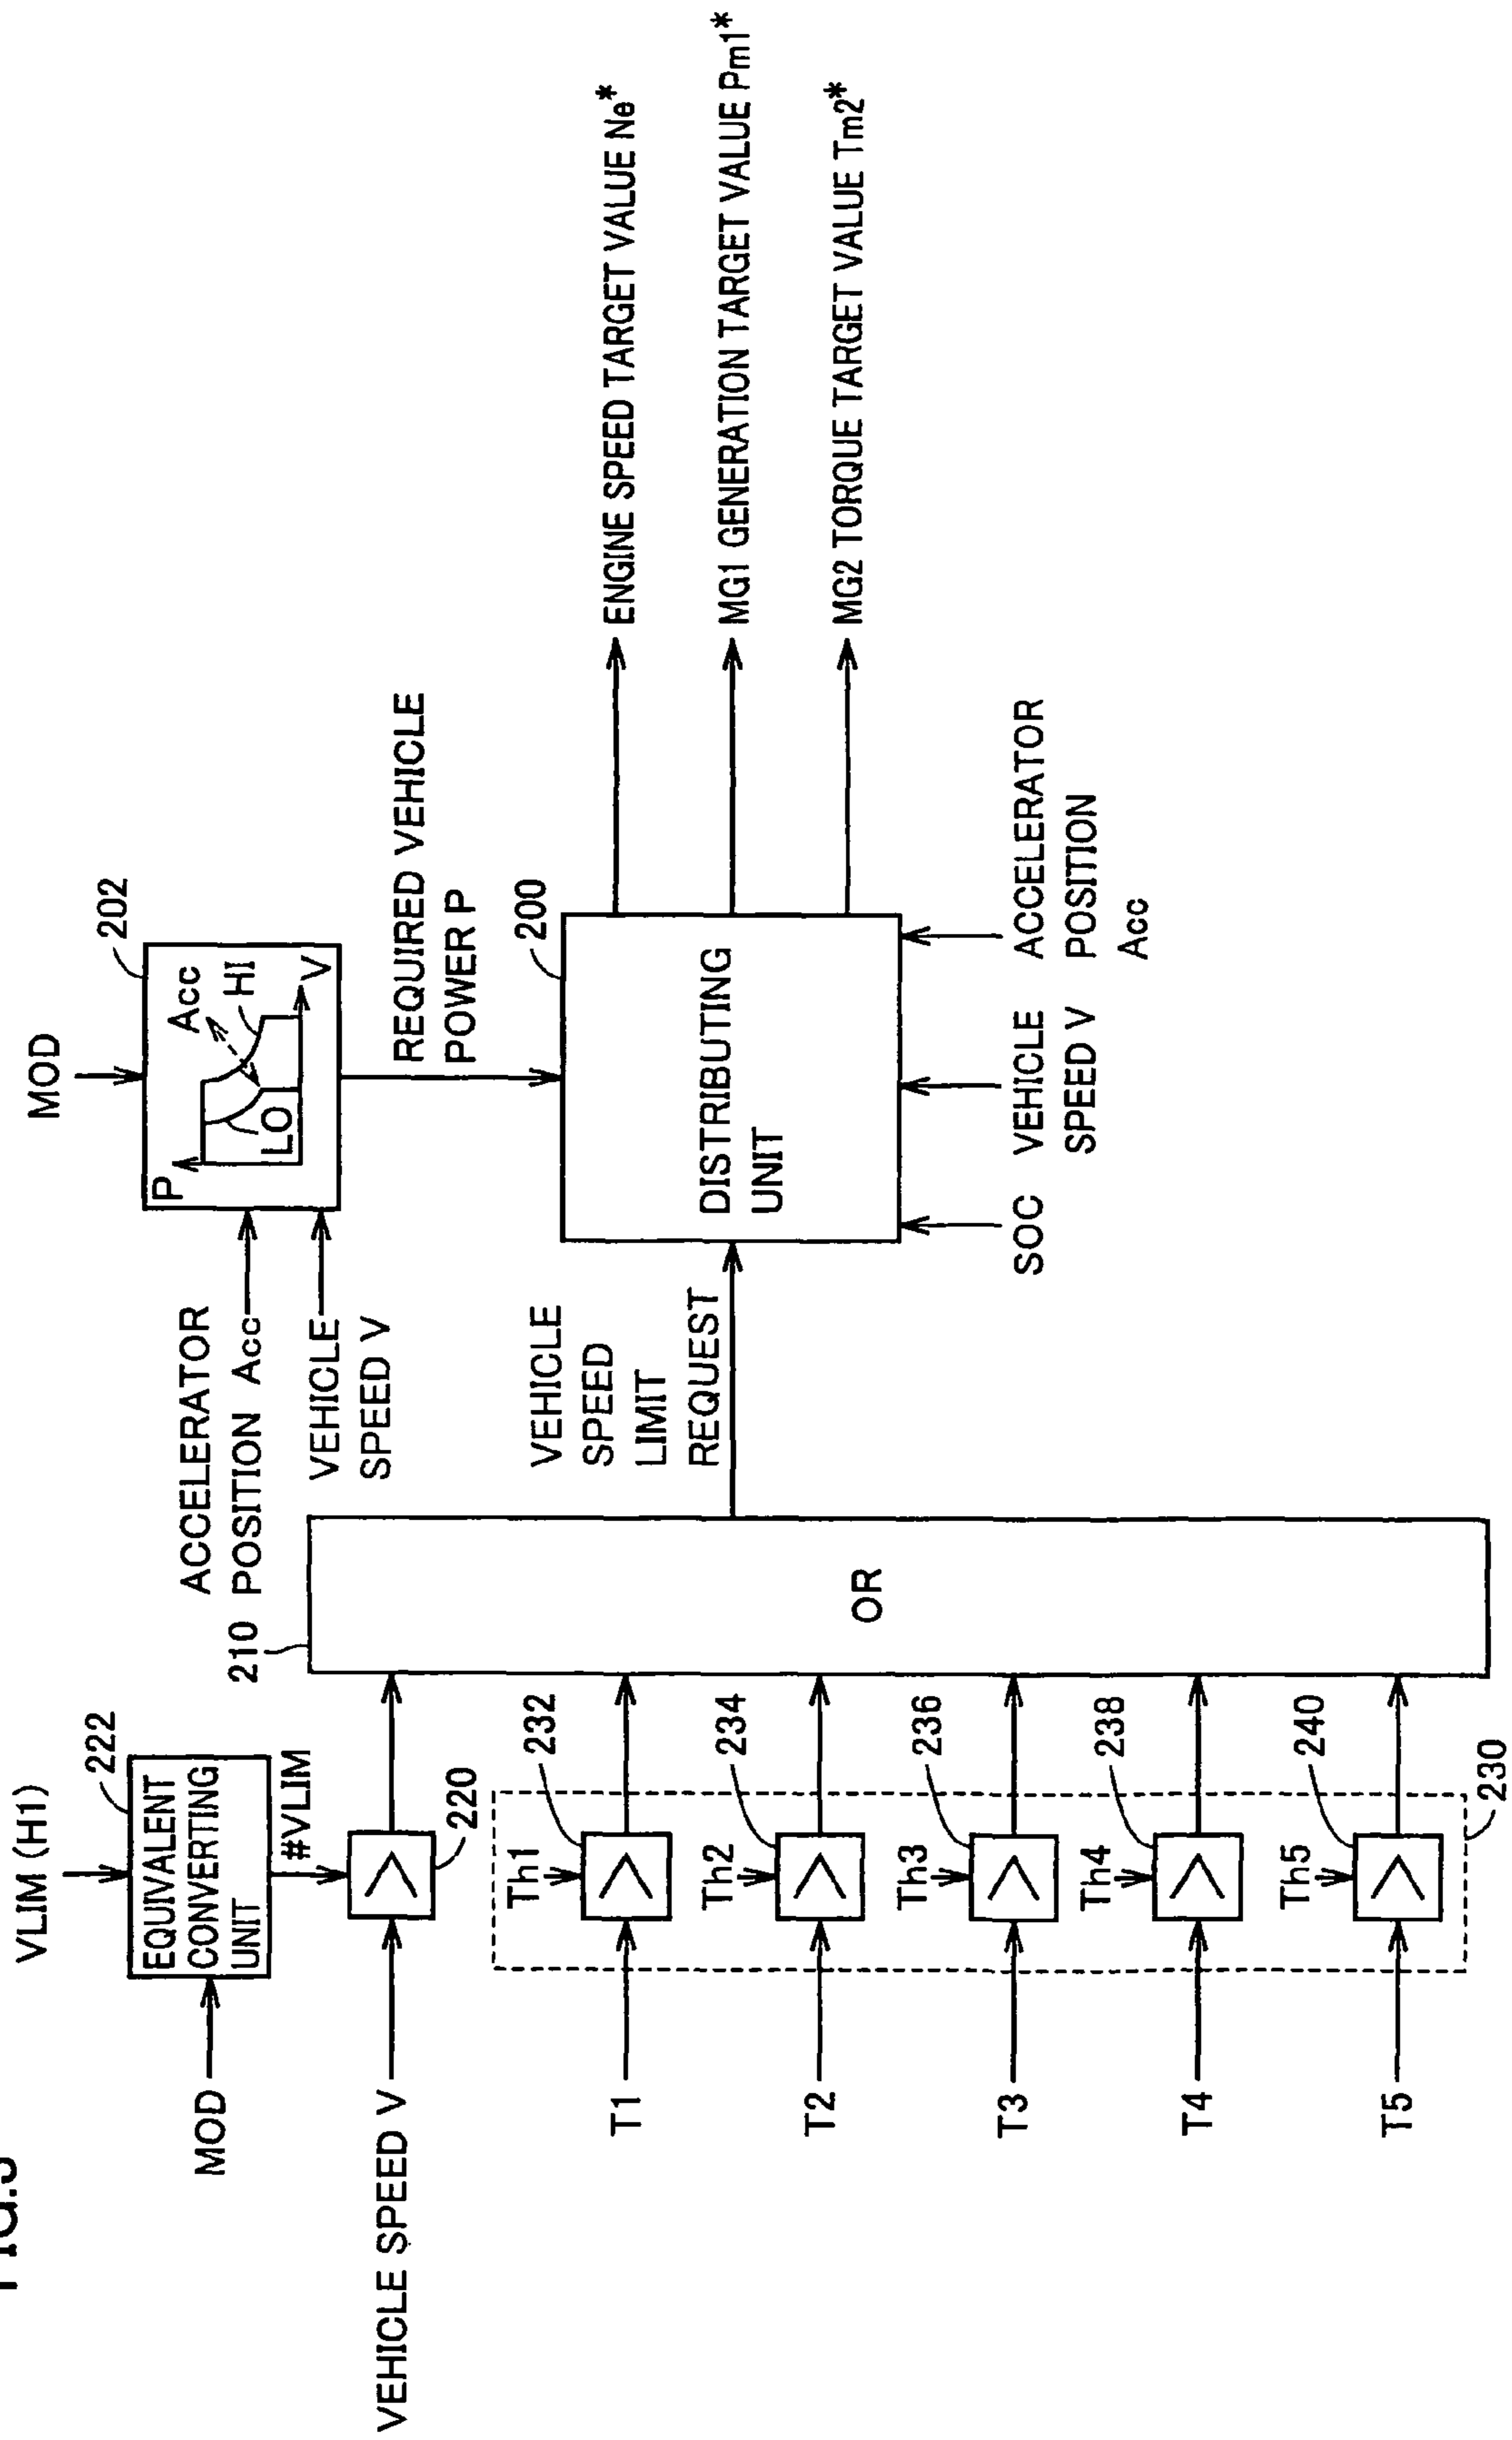 VLIM (H1)
222
EQUIVALENT
CONVERTING
UNIT
MOD
#VLIM
VEHICLE SPEED V
220
T1
Th1
232
T2
Th2
234
T3
Th3
236
T4
Th4
238
T5
Th5
240
230
210
OR
VEHICLE
SPEED
LIMIT
REQUEST
MOD
202
P
Acc
HI
LO
V
ACCELERATOR
POSITION Acc
VEHICLE
SPEED V
REQUIRED VEHICLE
POWER P
200
DISTRIBUTING
UNIT
SOC
VEHICLE
SPEED V
ACCELERATOR
POSITION
Acc
ENGINE SPEED TARGET VALUE Ne*
MG1 GENERATION TARGET VALUE Pm1*
MG2 TORQUE TARGET VALUE Tm2*